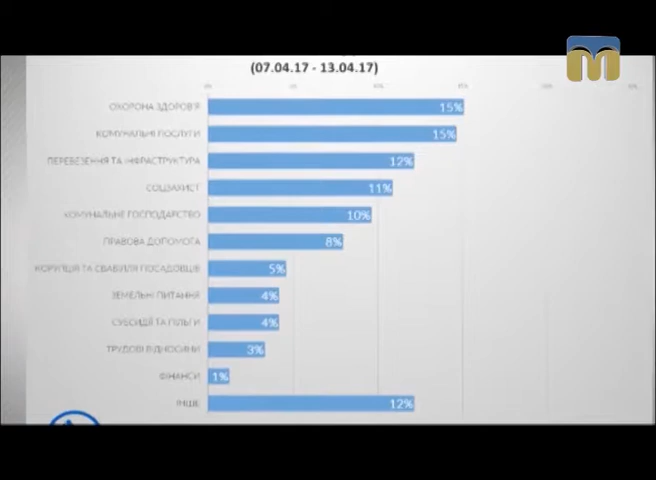 (07.04.17 - 13.04.17)
ОХОРОНА ЗДОРОВ'Я 15%
КОМУНАЛЬНІ ПОСЛУГИ 15%
ПЕРЕВЕЗЕННЯ ТА ІНФРАСТРУКТУРА 12%
СОЦЗАХИСТ 11%
КОМУНАЛЬНЕ ГОСПОДАРСТВО 10%
ПРАВОВА ДОПОМОГА 8%
КОРУПЦІЯ ТА СВАВІЛЛЯ ПОСАДОВЦІВ 5%
ЗЕМЕЛЬНІ ПИТАННЯ 4%
СУБСИДІЇ ТА ПІЛЬГИ 4%
ТРУДОВІ ВІДНОСИНИ 3%
ФІНАНСИ 1%
ІНШЕ 12%